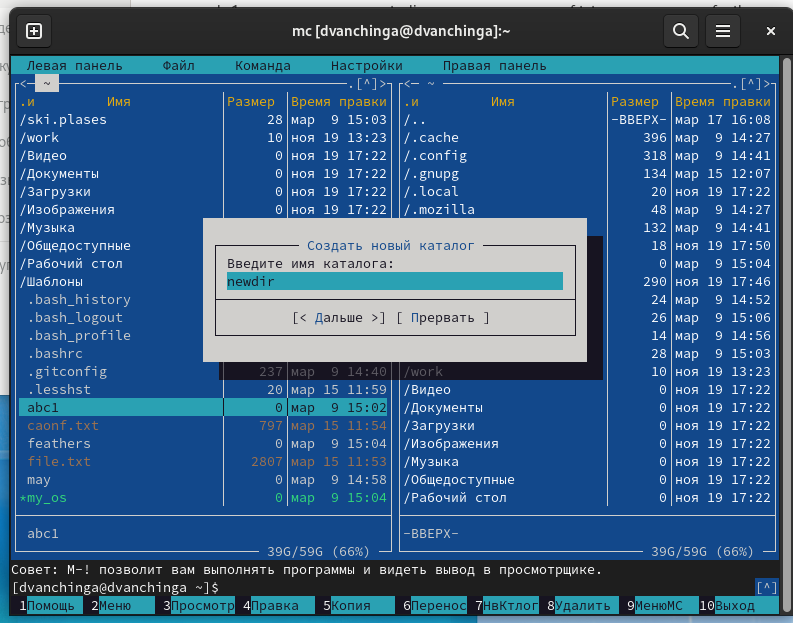 mc [dvanchinga@dvanchinga]:~
Левая панель Файл Команда Настройки Правая панель
<— ~ .[^]> <— ~ .[^]>
.и Имя Размер Время правки .и Имя Размер Время правки
/ski.plases 28 мар 9 15:03 /.. -ВВЕРХ- мар 17 16:08
/work 10 ноя 19 13:23 /.cache 396 мар 9 14:27
/Видео 0 ноя 19 17:22 /.config 318 мар 9 14:41
/Документы 0 ноя 19 17:22 /.gnupg 134 мар 15 12:07
/Загрузки 0 ноя 19 17:22 /.local 20 ноя 19 17:22
/Изображения 0 ноя 19 17:22 /.mozilla 48 мар 9 14:27
/Музыка 132 мар 9 14:41
/Общедоступные Создать новый каталог 18 ноя 19 17:50
/Рабочий стол Введите имя каталога: 0 мар 9 15:04
/Шаблоны newdir 290 ноя 19 17:46
.bash_history 24 мар 9 14:52
.bash_logout [< Дальше >] [ Прервать ] 26 мар 9 15:06
.bash_profile 14 мар 9 14:56
.bashrc 28 мар 9 15:03
.gitconfig 237 мар 9 14:40 /work 10 ноя 19 13:23
.lesshst 20 мар 15 11:59 /Видео 0 ноя 19 17:22
abc1 0 мар 9 15:02 /Документы 0 ноя 19 17:22
caonf.txt 797 мар 15 11:54 /Загрузки 0 ноя 19 17:22
feathers 0 мар 9 15:04 /Изображения 0 ноя 19 17:22
file.txt 2807 мар 15 11:53 /Музыка 0 ноя 19 17:22
may 0 мар 9 14:58 /Общедоступные 0 ноя 19 17:22
*my_os 0 мар 9 15:04 /Рабочий стол 0 ноя 19 17:22
abc1 -ВВЕРХ-
39G/59G (66%) 39G/59G (66%)
Совет: M-! позволит вам выполнять программы и видеть вывод в просмотрщике.
[dvanchinga@dvanchinga ~]$ [^]
1Помощь 2Меню 3Просмотр 4Правка 5Копия 6Перенос 7НвКтлог 8Удалить 9МенюМС 10Выход